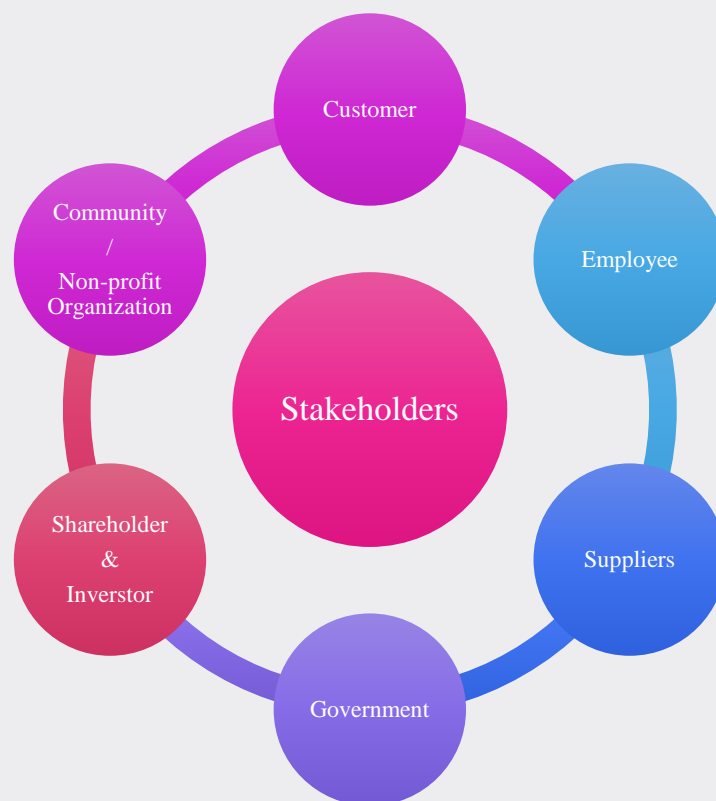 Customer
Employee
Suppliers
Government
Shareholder
&
Inverstor
Community
/
Non-profit
Organization
Stakeholders